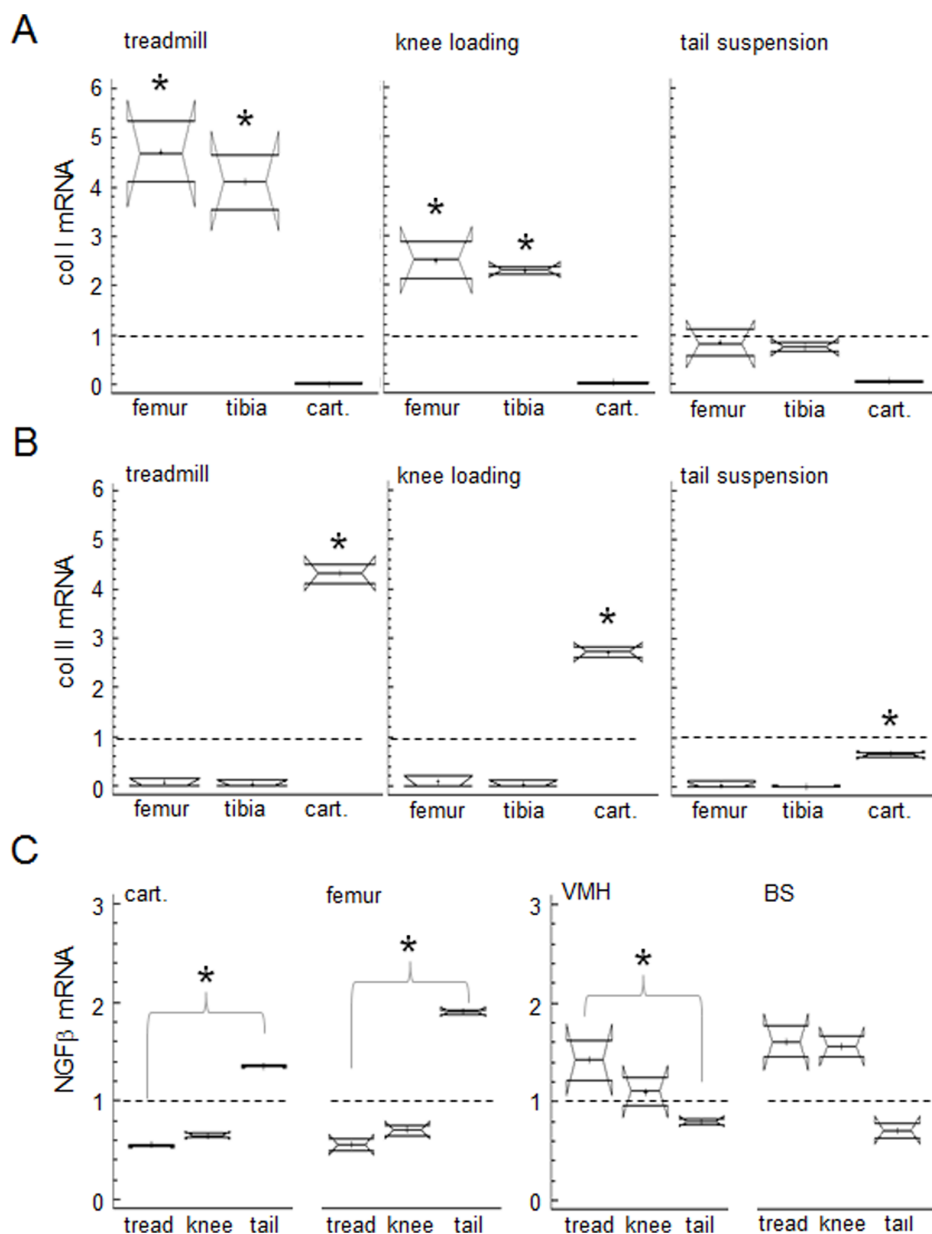 A
treadmill
knee loading
tail suspension
*
*
*
*
6
5
4
3
2
1
0
col I mRNA
femur tibia cart.
femur tibia cart.
femur tibia cart.
B
treadmill
knee loading
tail suspension
*
*
*
6
5
4
3
2
1
0
col II mRNA
femur tibia cart.
femur tibia cart.
femur tibia cart.
C
cart.
femur
VMH
BS
*
*
*
3
2
1
0
3
2
1
0
NGFβ mRNA
tread knee tail
tread knee tail
tread knee tail
tread knee tail